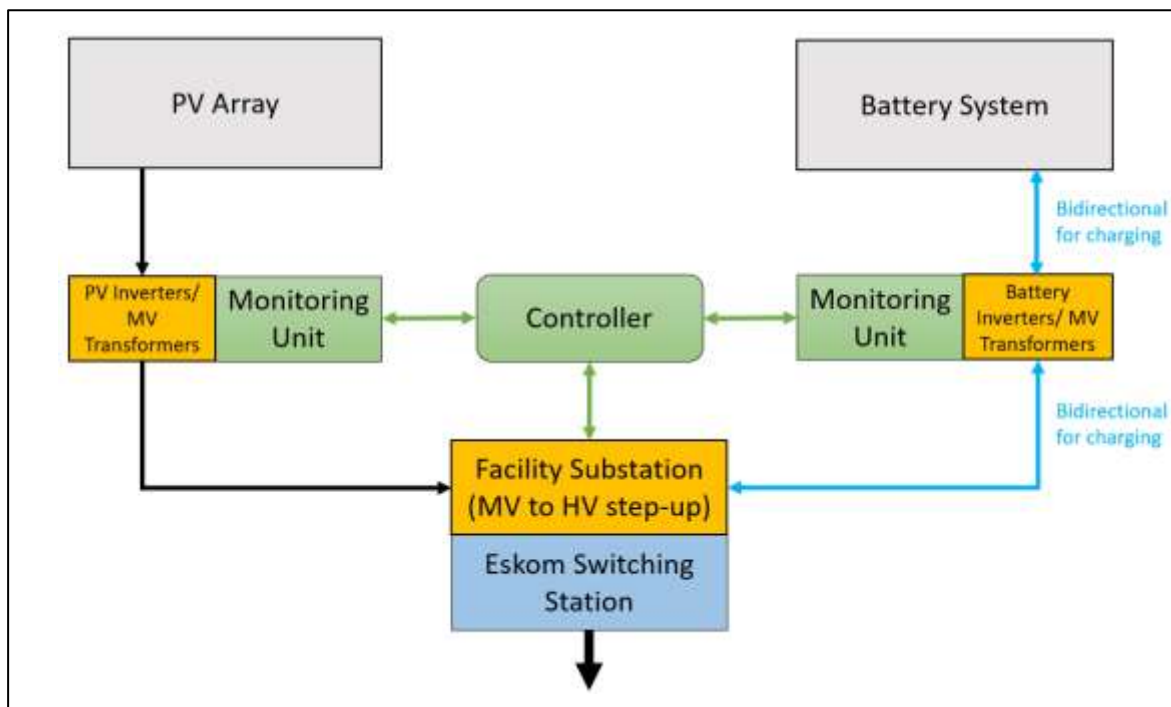 PV Array
Battery System
Bidirectional
for charging
PV Inverters/
MV
Transformers
Monitoring
Unit
Controller
Monitoring
Unit
Battery
Inverters/ MV
Transformers
Bidirectional
for charging
Facility Substation
(MV to HV step-up)
Eskom Switching
Station